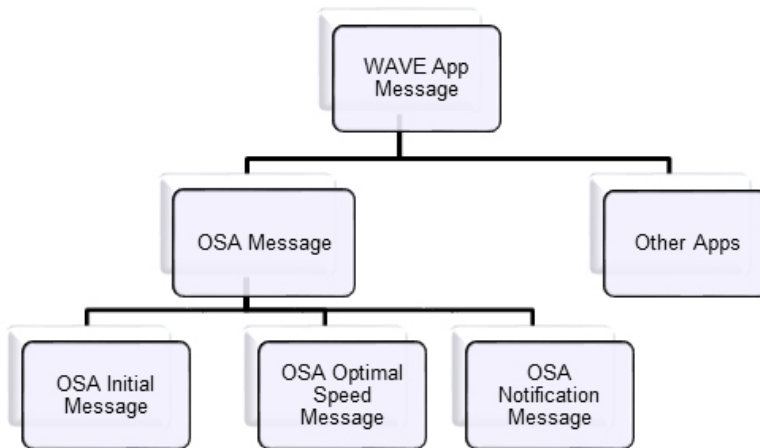 WAVE App
Message
OSA Message
Other Apps
OSA Initial
Message
OSA Optimal
Speed
Message
OSA
Notification
Message